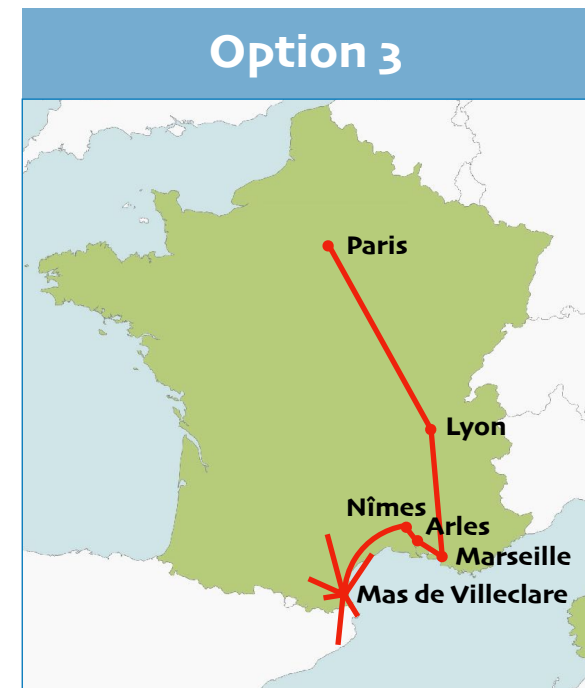 Option 3
Paris
Lyon
Nîmes
Arles
Marseille
Mas de Villeclare